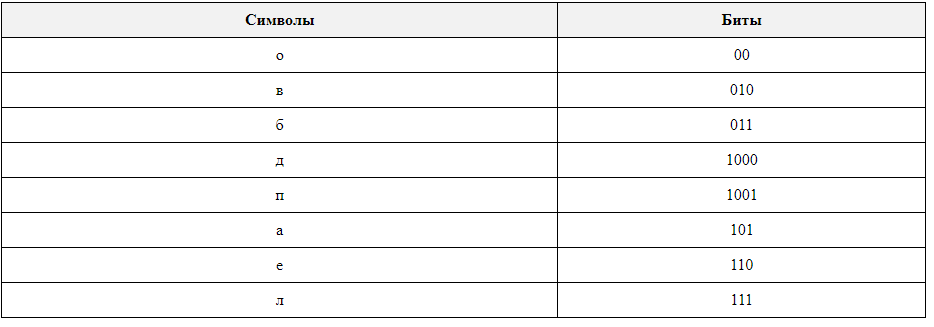 Символы Биты
о 00
в 010
б 011
д 1000
п 1001
а 101
е 110
л 111